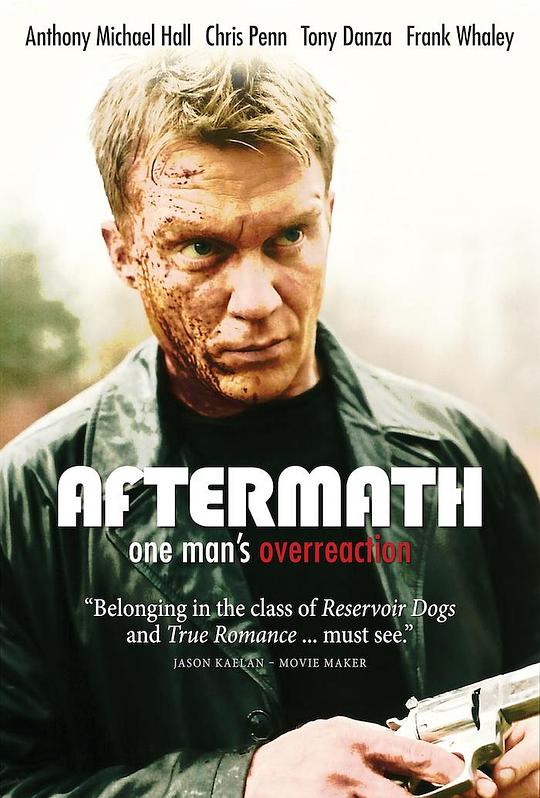 Anthony Michael Hall Chris Penn Tony Danza Frank Whaley
AFTERMATH
one man's overreaction
“Belonging in the class of Reservoir Dogs
and True Romance ... must see.”
JASON KAELAN – MOVIE MAKER